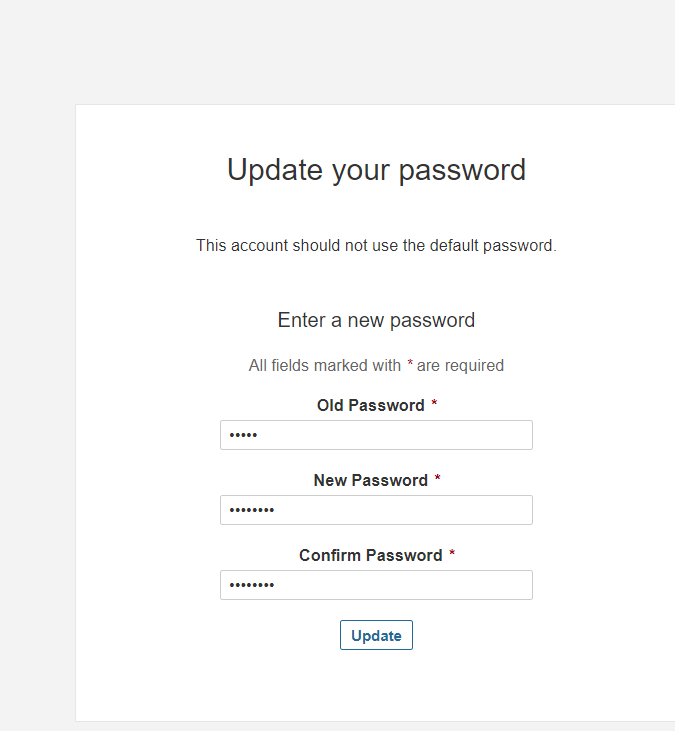 Update your password
This account should not use the default password.
Enter a new password
All fields marked with * are required
Old Password *
•••••
New Password *
••••••••
Confirm Password *
••••••••
Update